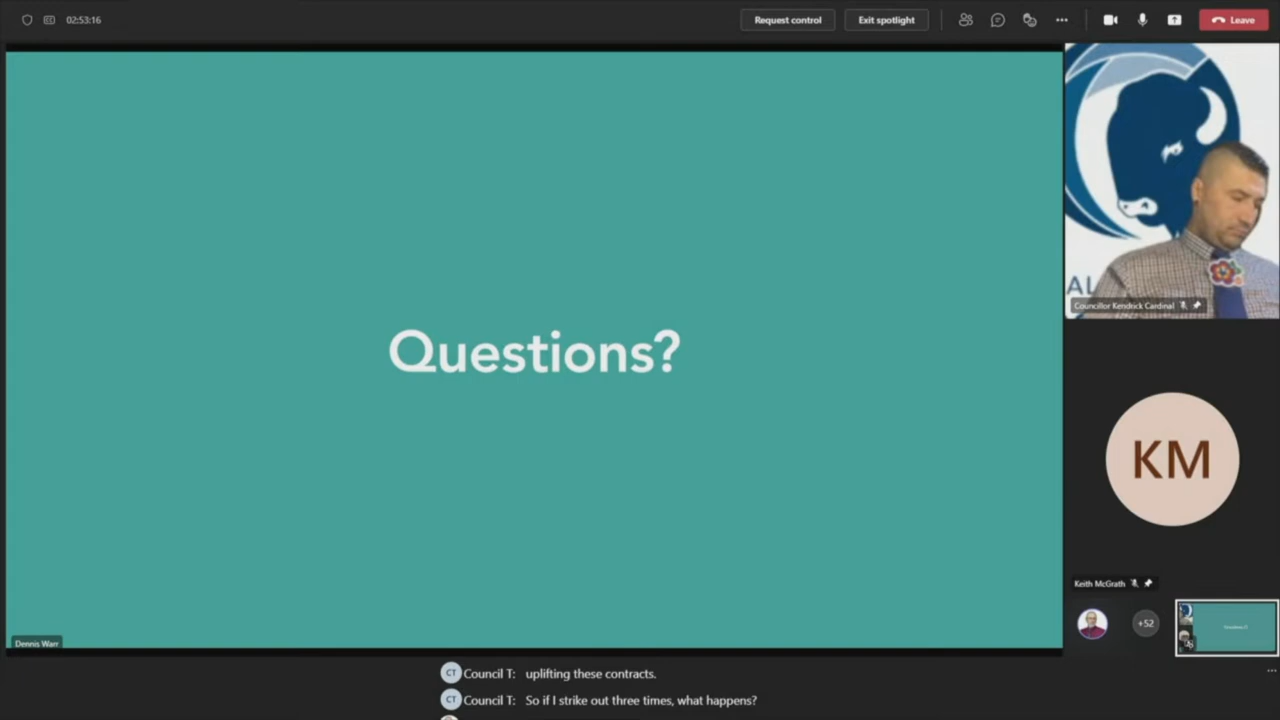 02:53:16
Request control
Exit spotlight
Leave
Questions?
AL
Councillor Kendrick Cardinal
KM
Keith McGrath
+52
Dennis Warr
CT Council T: uplifting these contracts.
CT Council T: So if I strike out three times, what happens?